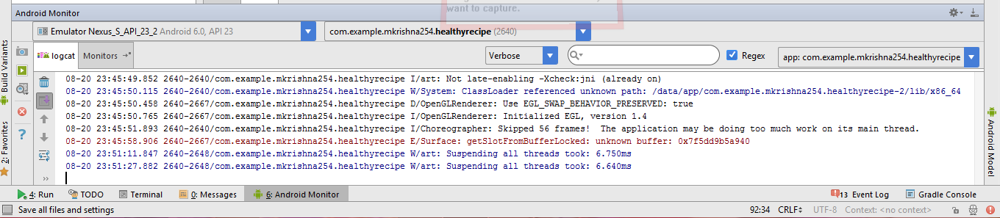 want to capture.
Android Monitor
Emulator Nexus_S_API_23_2 Android 6.0, API 23
com.example.mkrishna254.healthyrecipe (2640)
logcat
Monitors
Verbose
Regex
app: com.example.mkrishna254.healthyrecipe
08-20 23:45:49.852 2640-2640/com.example.mkrishna254.healthyrecipe I/art: Not late-enabling -Xcheck:jni (already on)
08-20 23:45:50.115 2640-2640/com.example.mkrishna254.healthyrecipe W/System: ClassLoader referenced unknown path: /data/app/com.example.mkrishna254.healthyrecipe-2/lib/x86_64
08-20 23:45:50.458 2640-2667/com.example.mkrishna254.healthyrecipe D/OpenGLRenderer: Use EGL_SWAP_BEHAVIOR_PRESERVED: true
08-20 23:45:50.765 2640-2667/com.example.mkrishna254.healthyrecipe I/OpenGLRenderer: Initialized EGL, version 1.4
08-20 23:45:51.893 2640-2640/com.example.mkrishna254.healthyrecipe I/Choreographer: Skipped 56 frames!  The application may be doing too much work on its main thread.
08-20 23:45:58.906 2640-2667/com.example.mkrishna254.healthyrecipe E/Surface: getSlotFromBufferLocked: unknown buffer: 0x7f5dd9b5a940
08-20 23:51:11.847 2640-2648/com.example.mkrishna254.healthyrecipe W/art: Suspending all threads took: 6.750ms
08-20 23:51:27.882 2640-2648/com.example.mkrishna254.healthyrecipe W/art: Suspending all threads took: 6.640ms
Build Variants
2: Favorites
Android Model
4: Run
TODO
Terminal
0: Messages
6: Android Monitor
13 Event Log
Gradle Console
Save all files and settings
92:34
CRLF
UTF-8
Context: <no context>